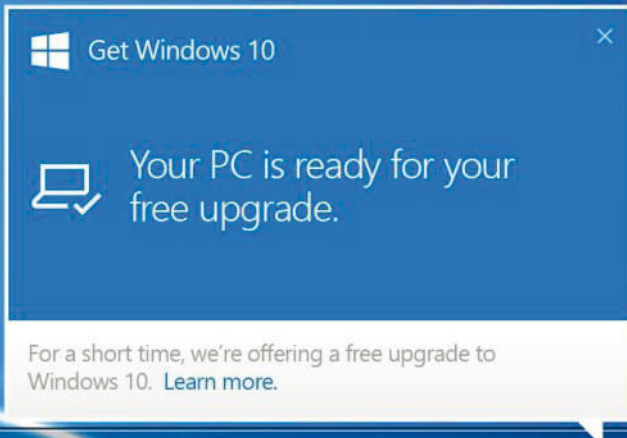 Get Windows 10
Your PC is ready for your
free upgrade.
For a short time, we're offering a free upgrade to
Windows 10. Learn more.